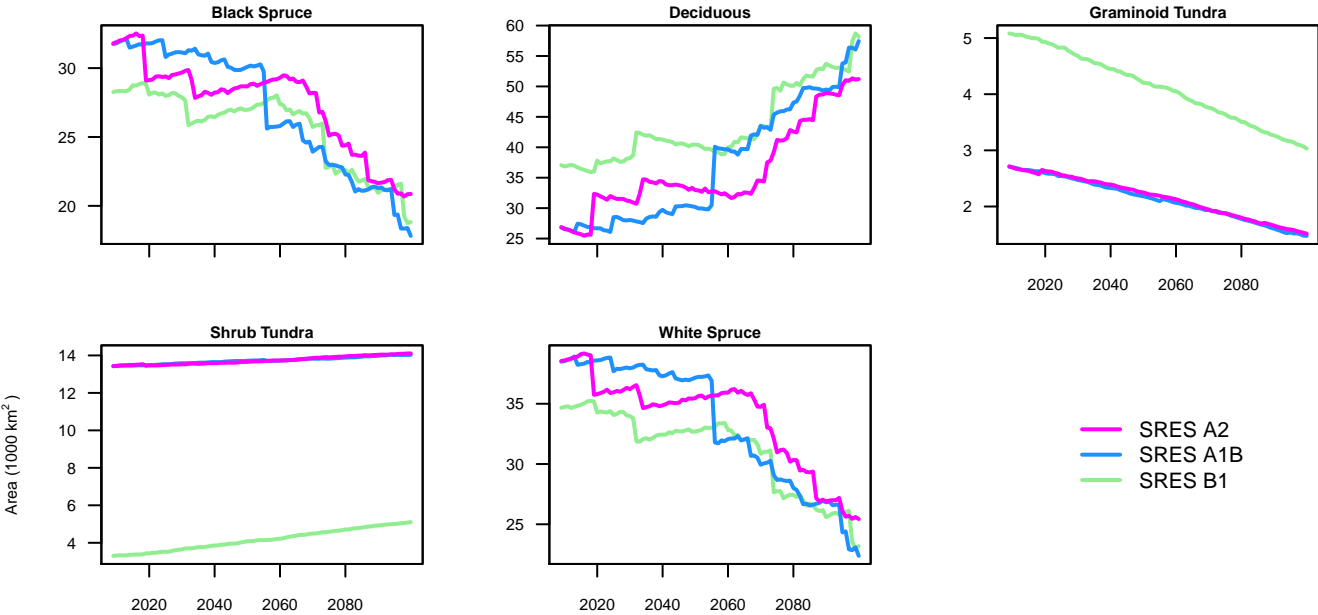 Black Spruce
30
25
20
Deciduous
60
55
50
45
40
35
30
25
Graminoid Tundra
5
3
2
2020 2040 2060 2080
Shrub Tundra
14
12
10
8
6
4
2020 2040 2060 2080
Area (1000 km²)
White Spruce
35
30
25
2020 2040 2060 2080
SRES A2
SRES A1B
SRES B1